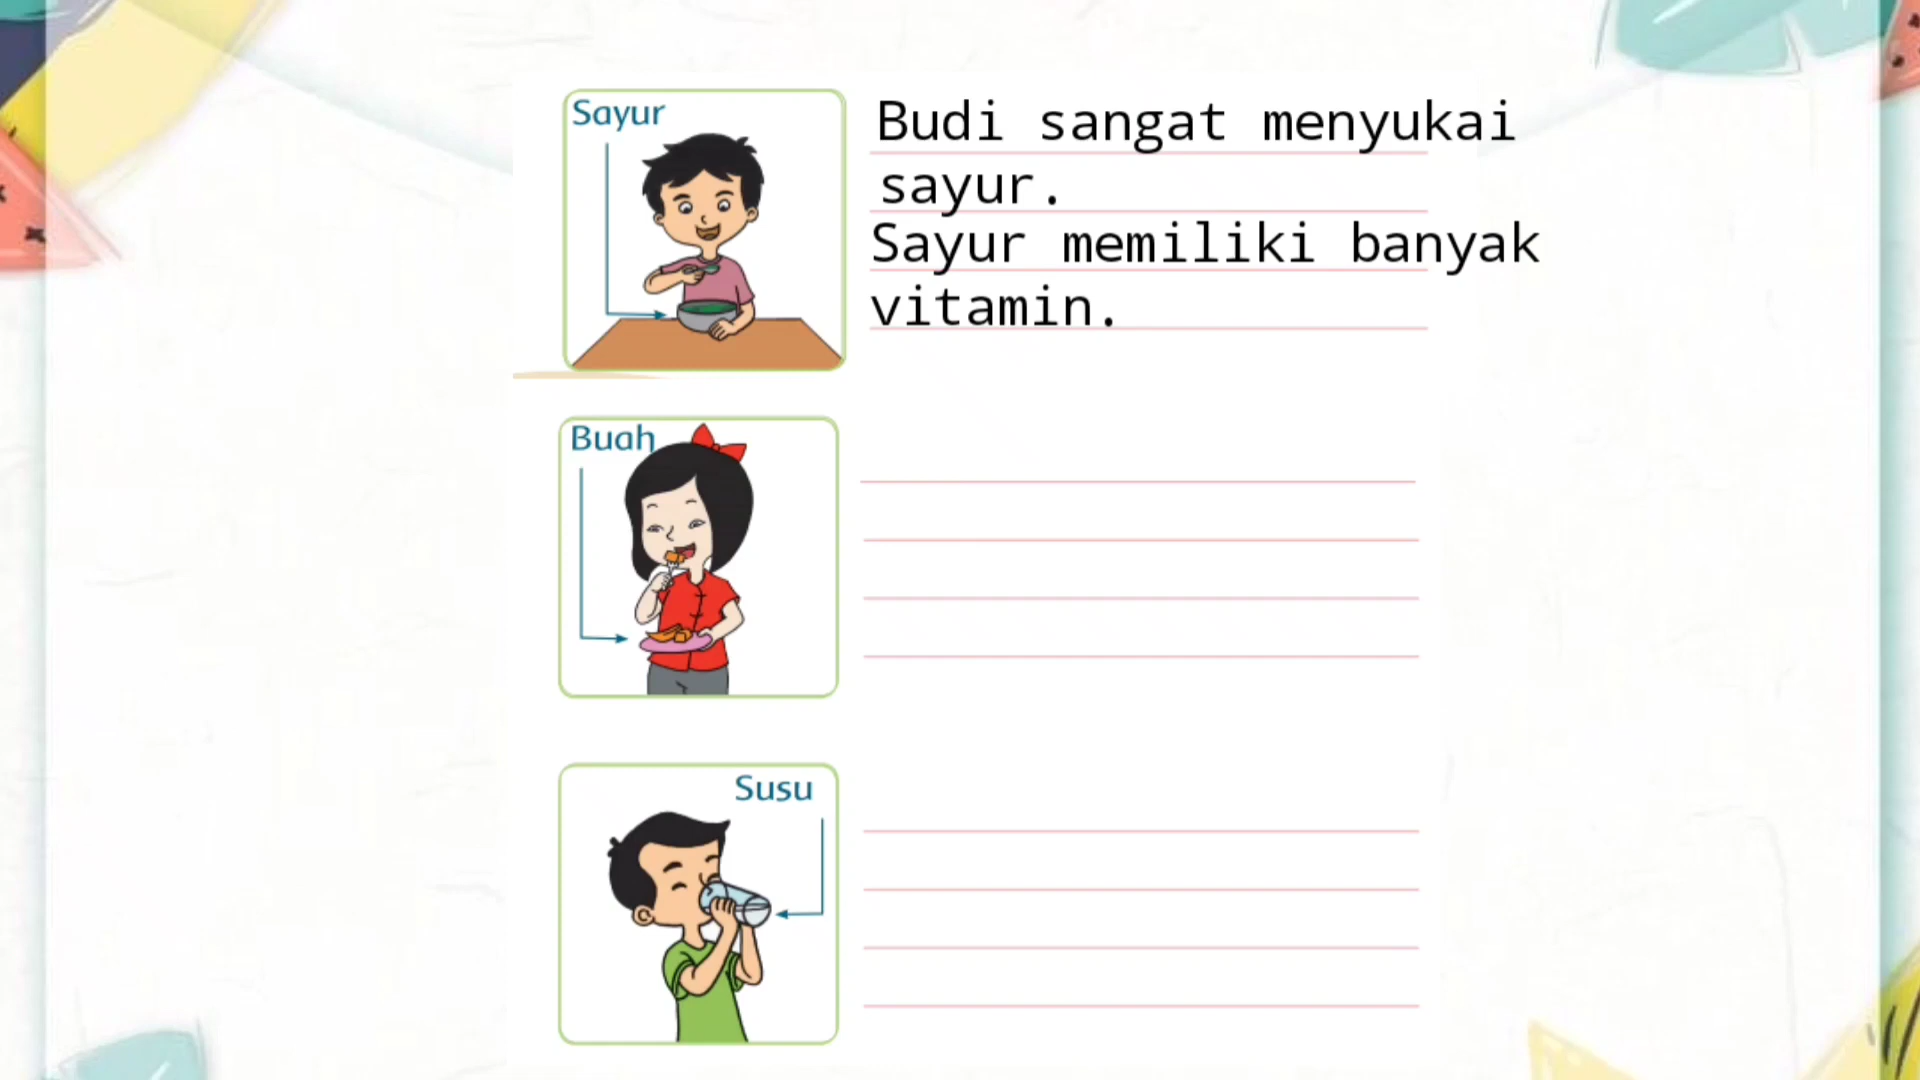 Sayur
Budi sangat menyukai
sayur.
Sayur memiliki banyak
vitamin.
Buah
Susu